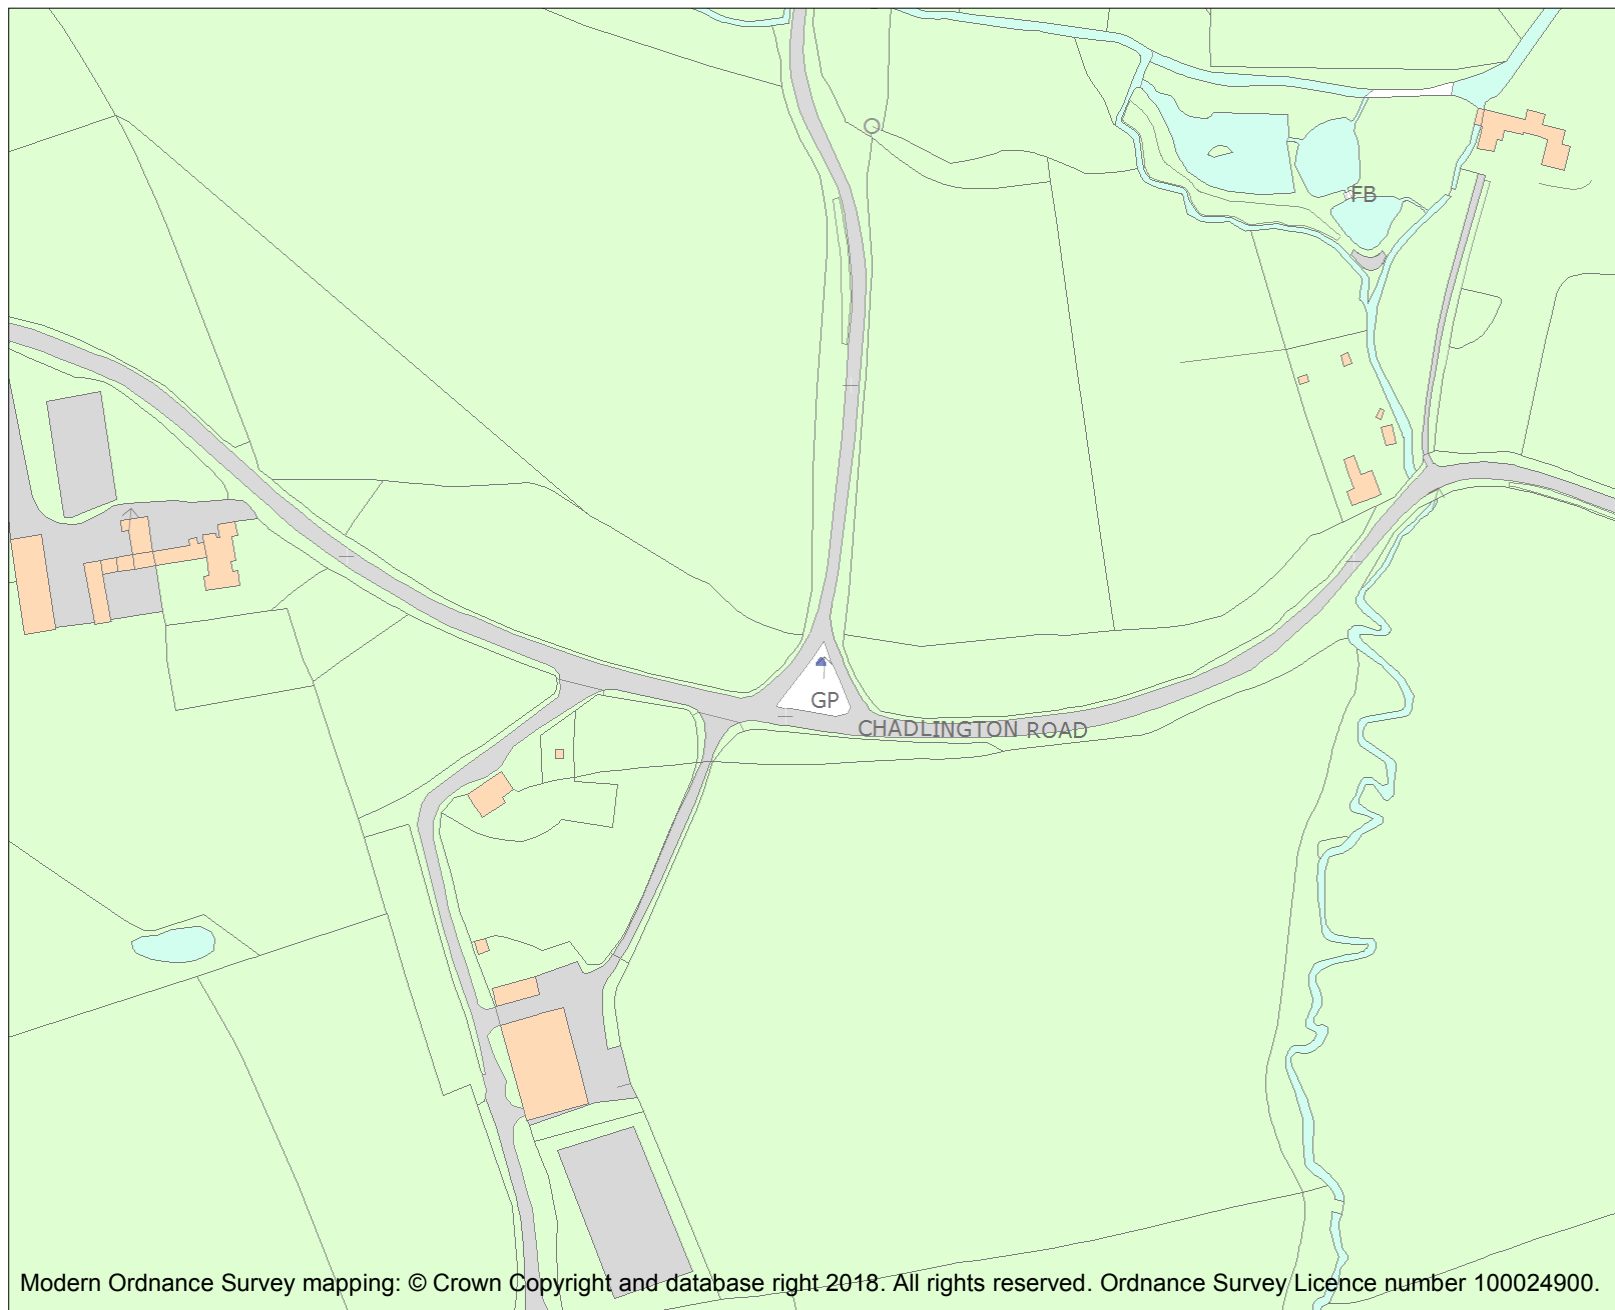 FB
GP
CHADLINGTON ROAD
Modern Ordnance Survey mapping: © Crown Copyright and database right 2018. All rights reserved. Ordnance Survey Licence number 100024900.